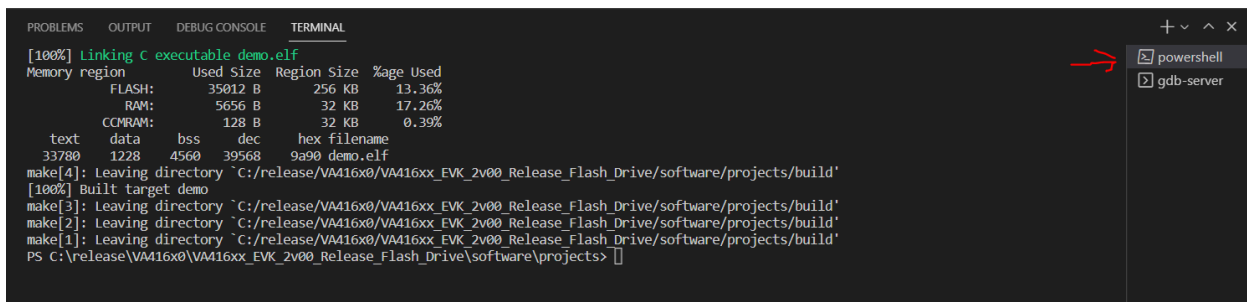 PROBLEMS OUTPUT DEBUG CONSOLE TERMINAL
[100%] Linking C executable demo.elf
Memory region         Used Size  Region Size  %age Used
           FLASH:       35012 B       256 KB     13.36%
             RAM:        5656 B        32 KB     17.26%
          CCMRAM:         128 B        32 KB      0.39%
   text    data     bss     dec     hex filename
  33780    1228    4560   39568    9a90 demo.elf
make[4]: Leaving directory `C:/release/VA416x0/VA416xx_EVK_2v00_Release_Flash_Drive/software/projects/build'
[100%] Built target demo
make[3]: Leaving directory `C:/release/VA416x0/VA416xx_EVK_2v00_Release_Flash_Drive/software/projects/build'
make[2]: Leaving directory `C:/release/VA416x0/VA416xx_EVK_2v00_Release_Flash_Drive/software/projects/build'
make[1]: Leaving directory `C:/release/VA416x0/VA416xx_EVK_2v00_Release_Flash_Drive/software/projects/build'
PS C:\release\VA416x0\VA416xx_EVK_2v00_Release_Flash_Drive\software\projects>
powershell
gdb-server